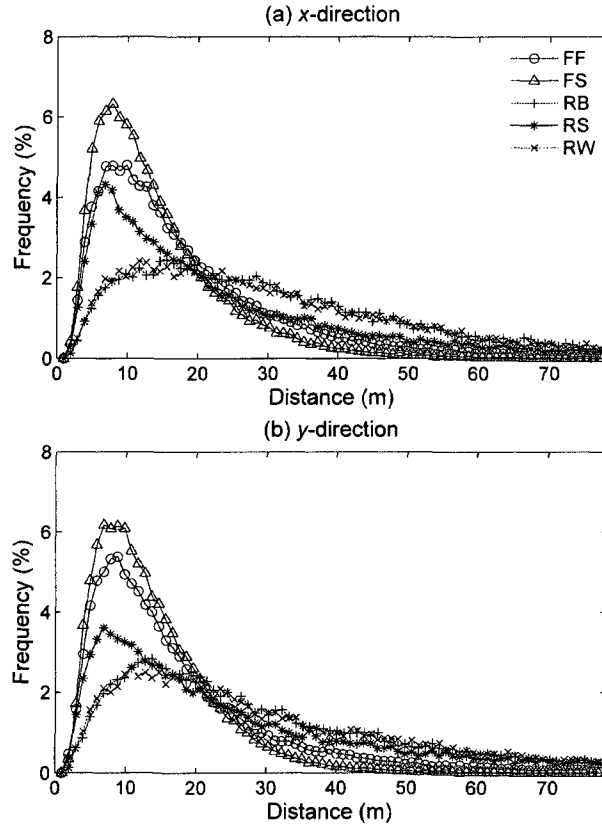 (a) x-direction
8
6
4
2
0
Frequency (%)
FF
FS
RB
RS
RW
0 10 20 30 40 50 60 70
Distance (m)
(b) y-direction
8
6
4
2
0
Frequency (%)
0 10 20 30 40 50 60 70
Distance (m)